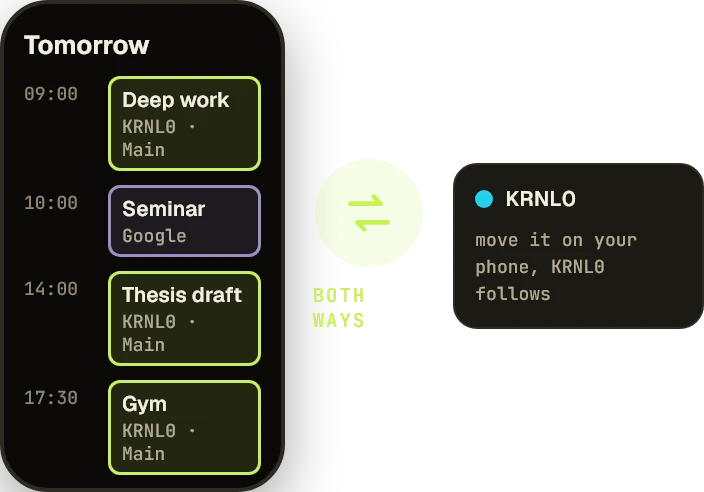 Tomorrow
09:00
Deep work
KRNL0 ·
Main
10:00
Seminar
Google
14:00
Thesis draft
KRNL0 ·
Main
17:30
Gym
KRNL0 ·
Main
BOTH
WAYS
KRNLO
move it on your
phone, KRNL0
follows